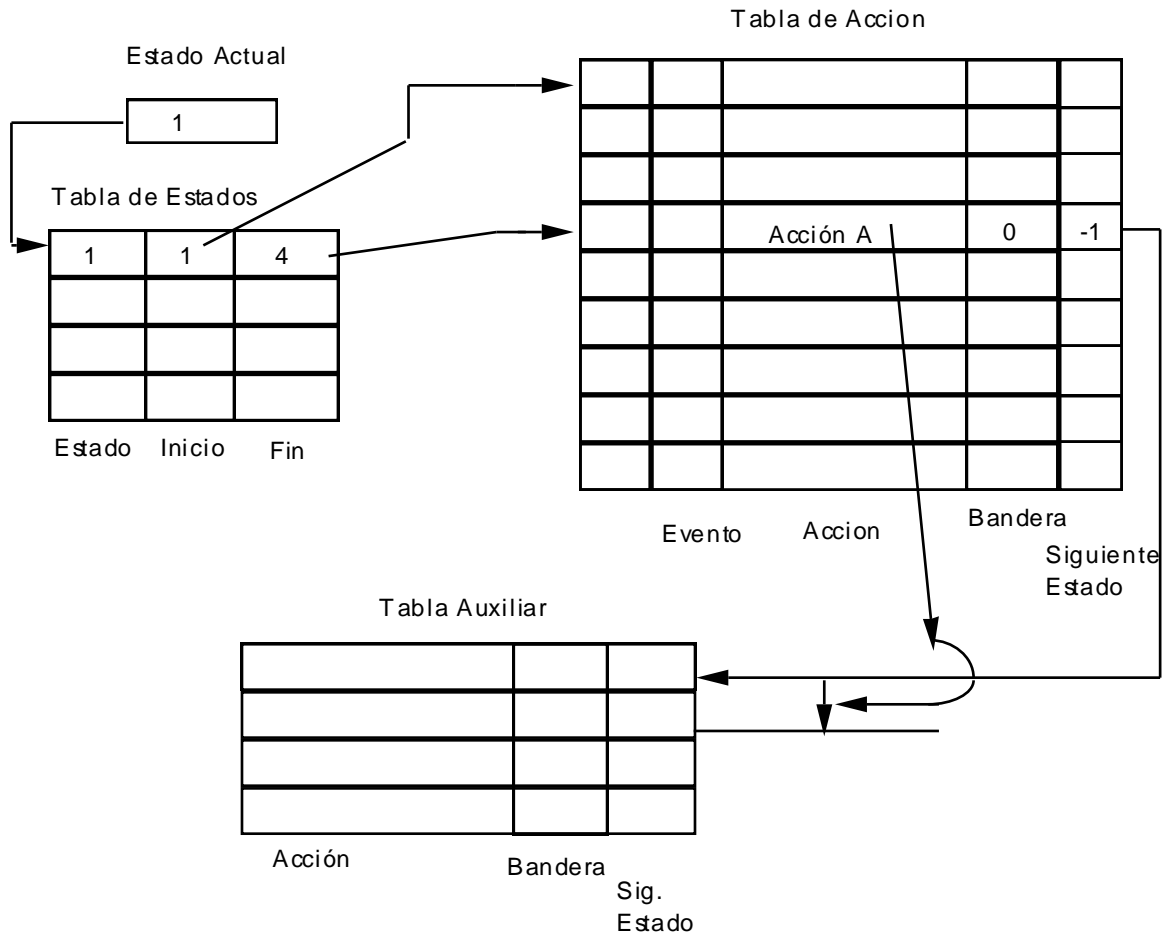 Tabla de Accion
Estado Actual
1
Tabla de Estados
1 1 4
Estado Inicio Fin
Acción A 0 -1
Evento Accion Bandera
Siguiente
Estado
Tabla Auxiliar
Acción Bandera
Sig.
Estado